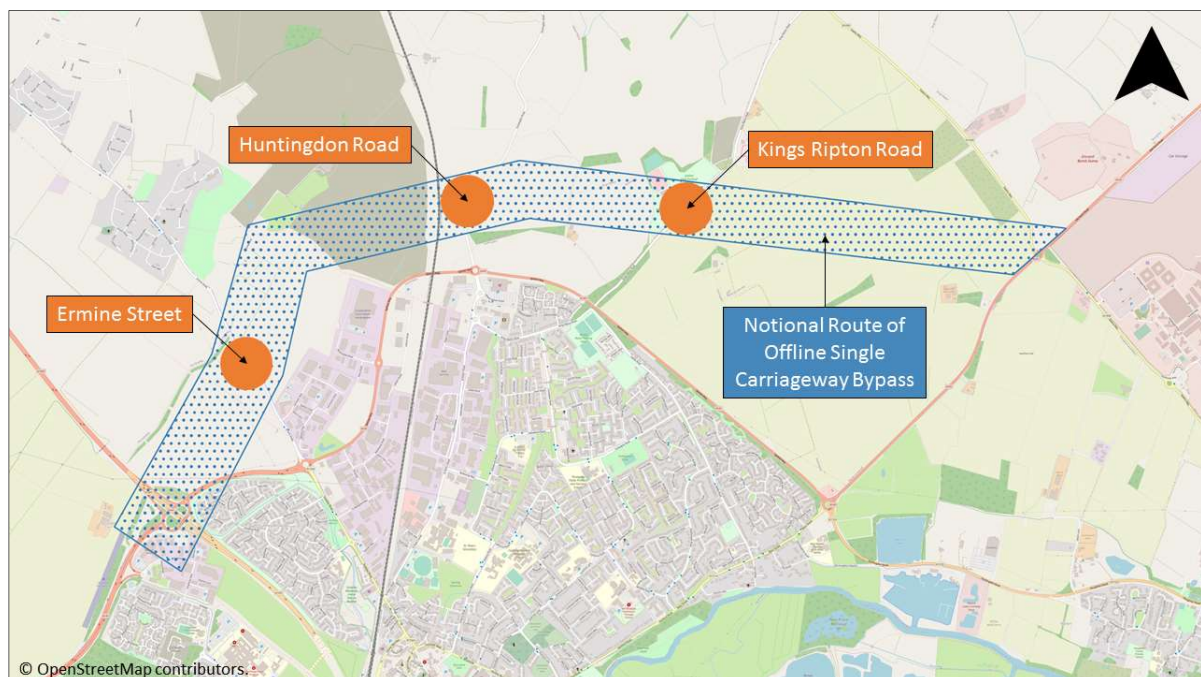 Huntingdon Road
Kings Ripton Road
Ermine Street
Notional Route of
Offline Single
Carriageway Bypass
© OpenStreetMap contributors.